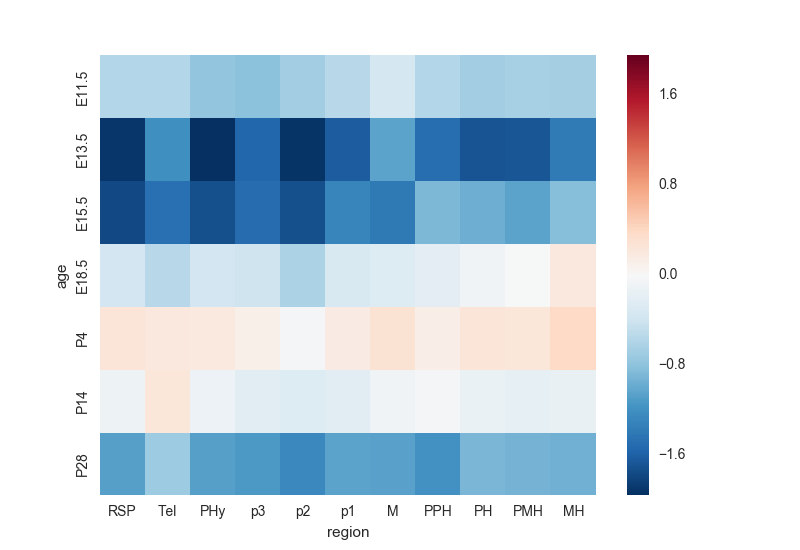 E11.5
E13.5
E15.5
E18.5
P4
P14
P28
age
RSP Tel PHy p3 p2 p1 M PPH PH PMH MH
region
1.6
0.8
0.0
−0.8
−1.6